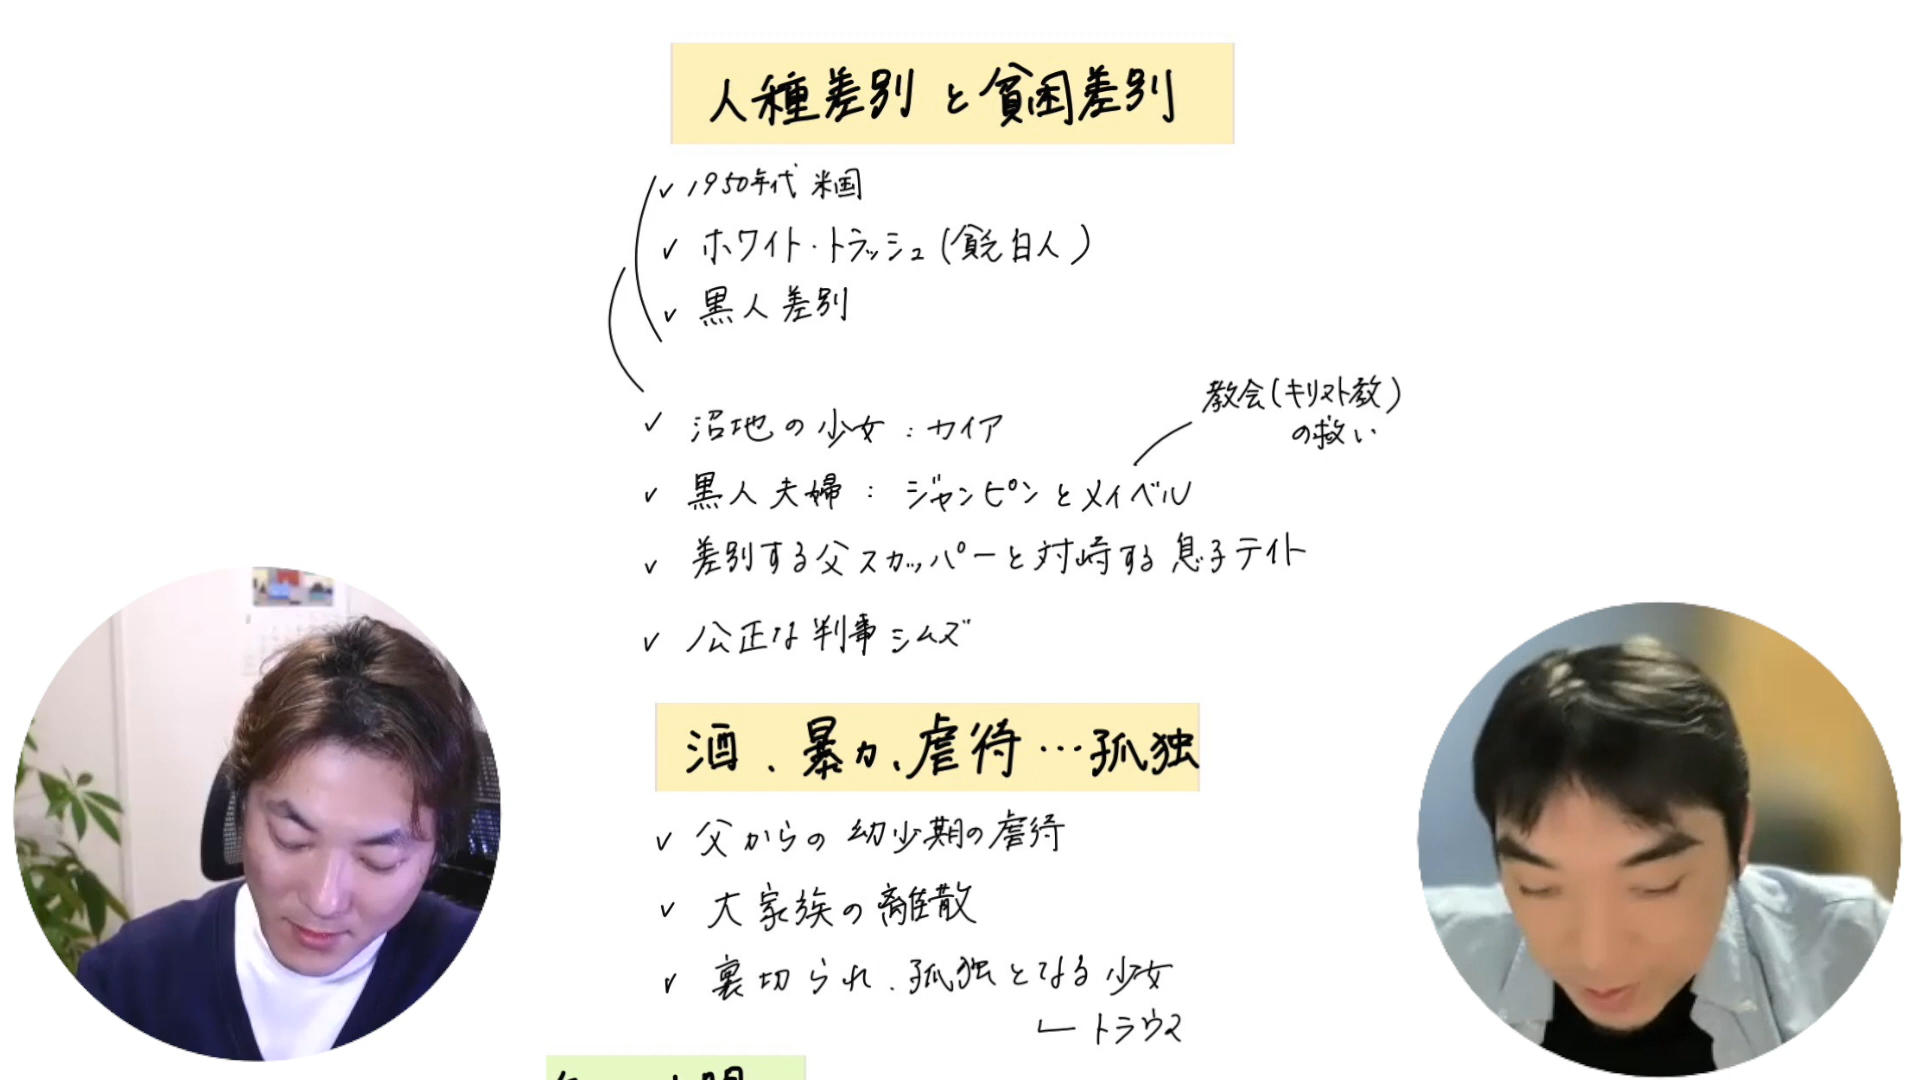 人種差別と貧困差別
✓ 1950年代 米国
✓ ホワイト・トラッシュ(貧乏白人)
✓ 黒人差別
教会(キリスト教)
の救い
✓ 沼地の少女:カイア
✓ 黒人夫婦:ジャンピンとメイベル
✓ 差別する父スカッパーと対峙する息子テイト
✓ 公正な判事シムズ
酒、暴力、虐待…孤独
✓ 父からの幼少期の虐待
✓ 大家族の離散
✓ 裏切られ、孤独となる少女
トラウマ